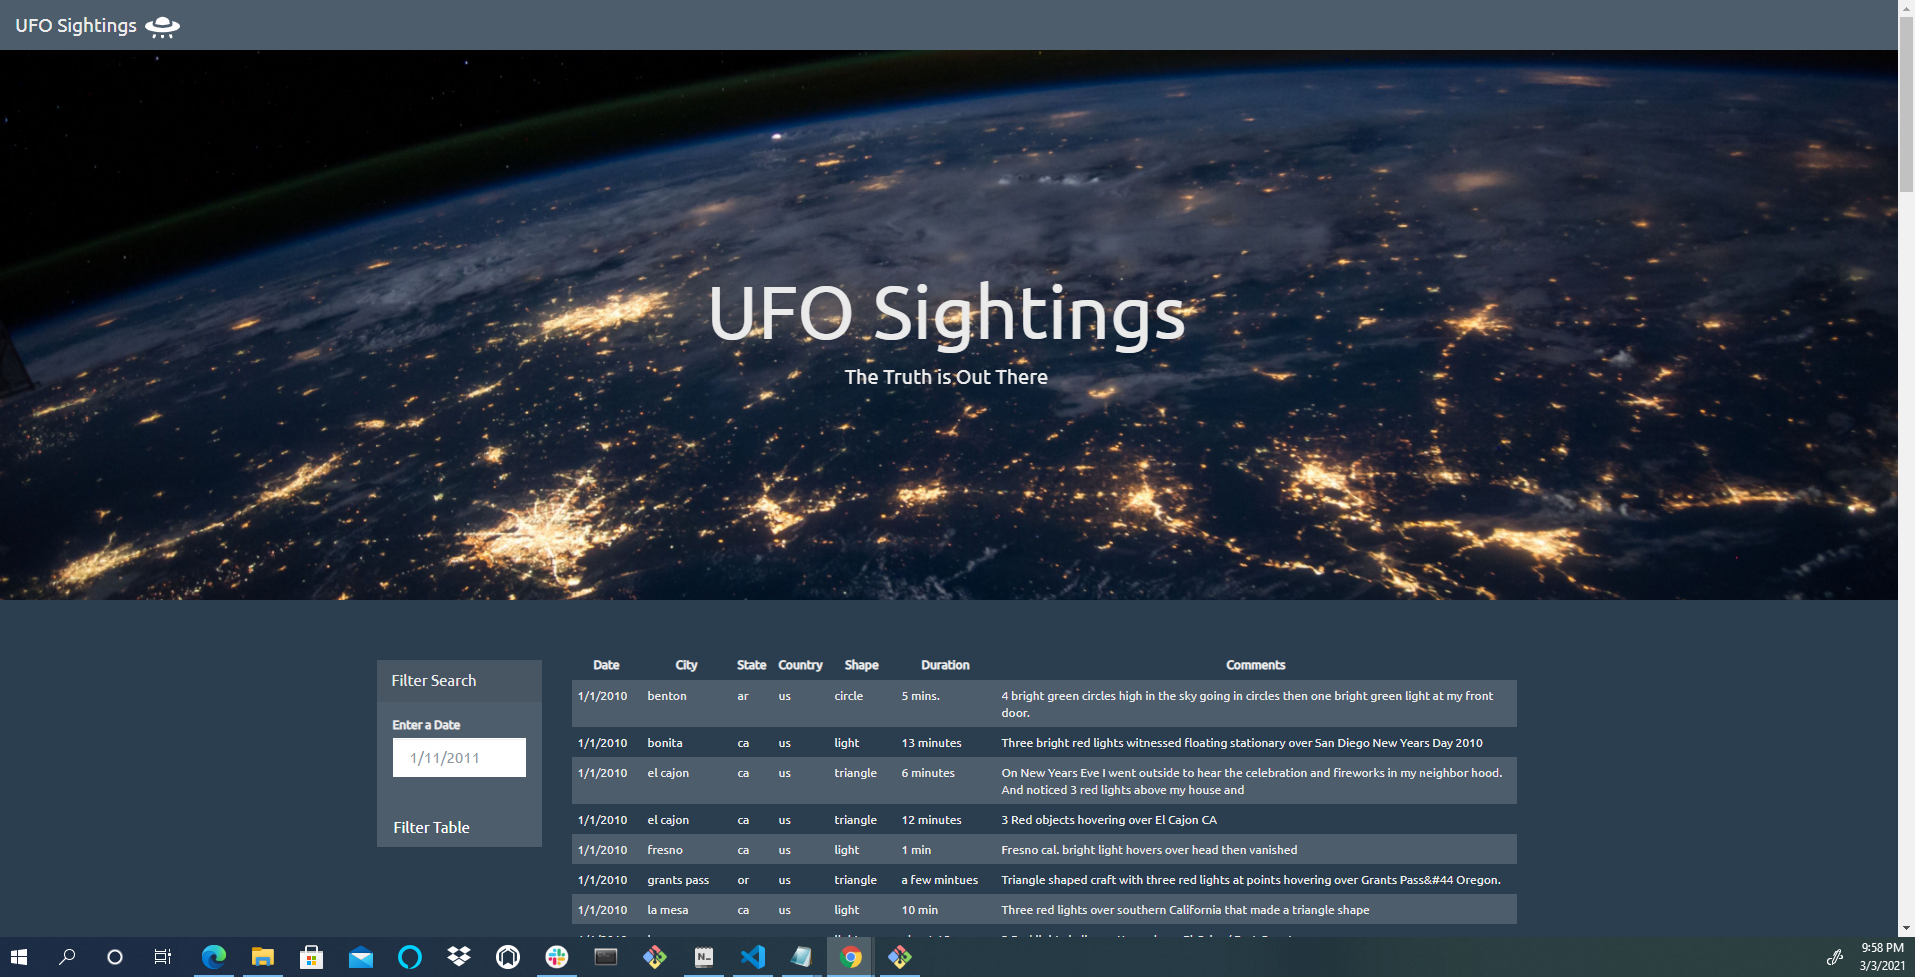 UFO Sightings
UFO Sightings
The Truth is Out There
Filter Search
Enter a Date
1/11/2011
Filter Table
Date City State Country Shape Duration Comments
1/1/2010 benton ar us circle 5 mins. 4 bright green circles high in the sky going in circles then one bright green light at my front
door.
1/1/2010 bonita ca us light 13 minutes Three bright red lights witnessed floating stationary over San Diego New Years Day 2010
1/1/2010 el cajon ca us triangle 6 minutes On New Years Eve I went outside to hear the celebration and fireworks in my neighbor hood.
And noticed 3 red lights above my house and
1/1/2010 el cajon ca us triangle 12 minutes 3 Red objects hovering over El Cajon CA
1/1/2010 fresno ca us light 1 min Fresno cal. bright light hovers over head then vanished
1/1/2010 grants pass or us triangle a few mintues Triangle shaped craft with three red lights at points hovering over Grants Pass&#44 Oregon.
1/1/2010 la mesa ca us light 10 min Three red lights over southern California that made a triangle shape
9:58 PM
3/3/2021